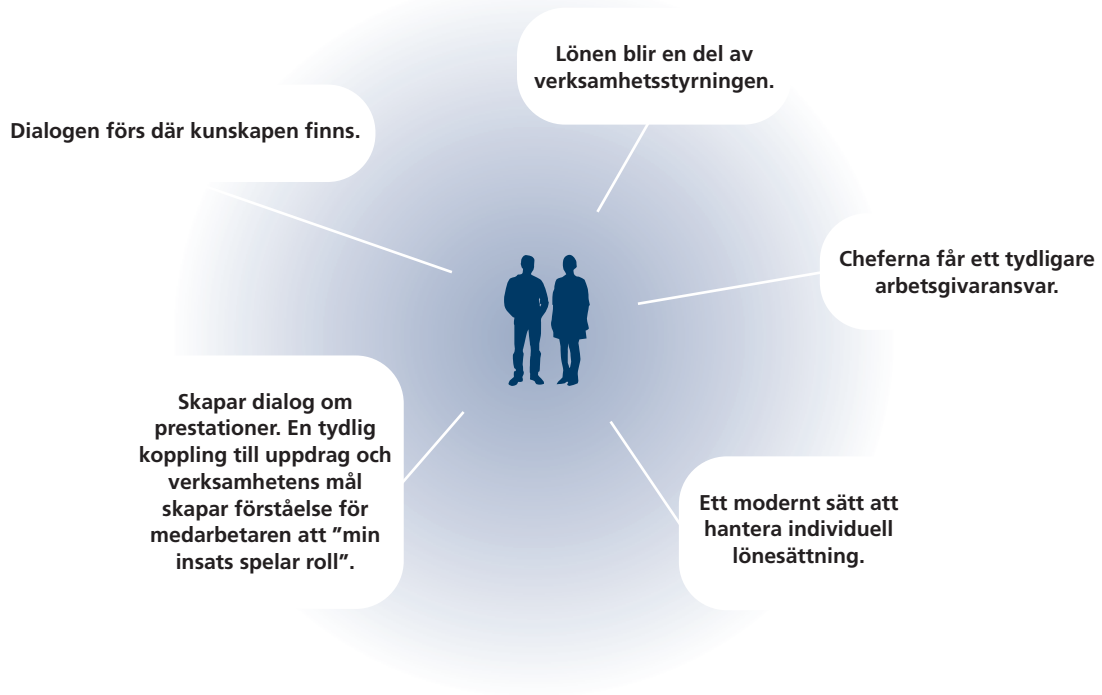 Lönen blir en del av
verksamhetsstyrningen.
Dialogen förs där kunskapen finns.
Cheferna får ett tydligare
arbetsgivaransvar.
Skapar dialog om
prestationer. En tydlig
koppling till uppdrag och
verksamhetens mål
skapar förståelse för
medarbetaren att ”min
insats spelar roll”.
Ett modernt sätt att
hantera individuell
lönesättning.